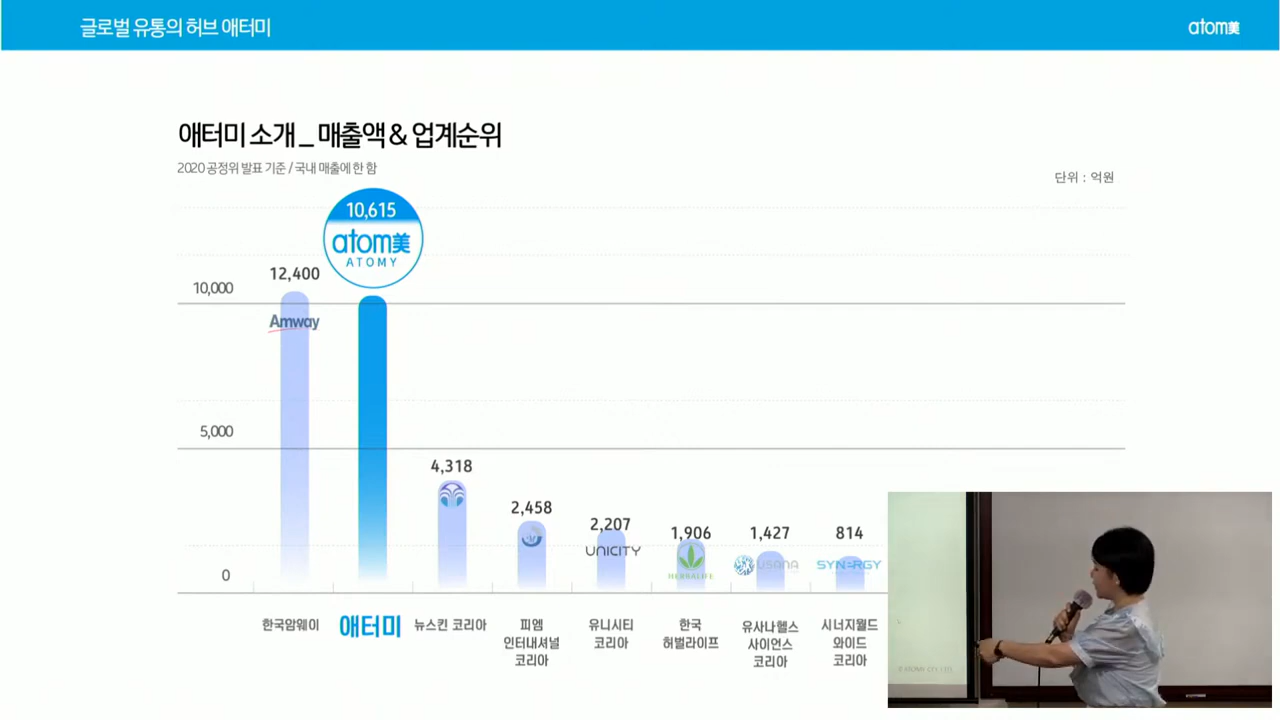 글로벌 유통의 허브 애터미
atom美
애터미 소개 _ 매출액 & 업계순위
2020 공정위 발표 기준 / 국내 매출에 한 함
단위 : 억원
10,615
atom美
ATOMY
12,400
10,000
Amway
5,000
4,318
2,458
2,207
1,906
1,427
814
UNICITY
HERBALIFE
USANA
SYNERGY
0
한국암웨이
애터미
뉴스킨 코리아
피엠
인터내셔널
코리아
유니시티
코리아
한국
허벌라이프
유사나헬스
사이언스
코리아
시너지월드
와이드
코리아